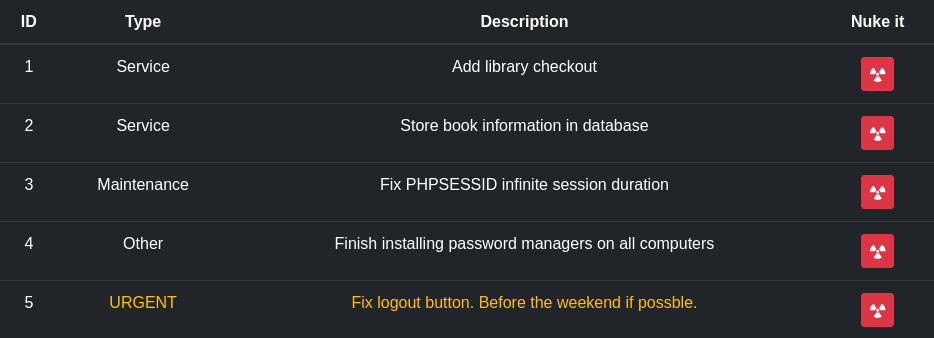 ID Type Description Nuke it
1 Service Add library checkout
2 Service Store book information in database
3 Maintenance Fix PHPSESSID infinite session duration
4 Other Finish installing password managers on all computers
5 URGENT Fix logout button. Before the weekend if possble.